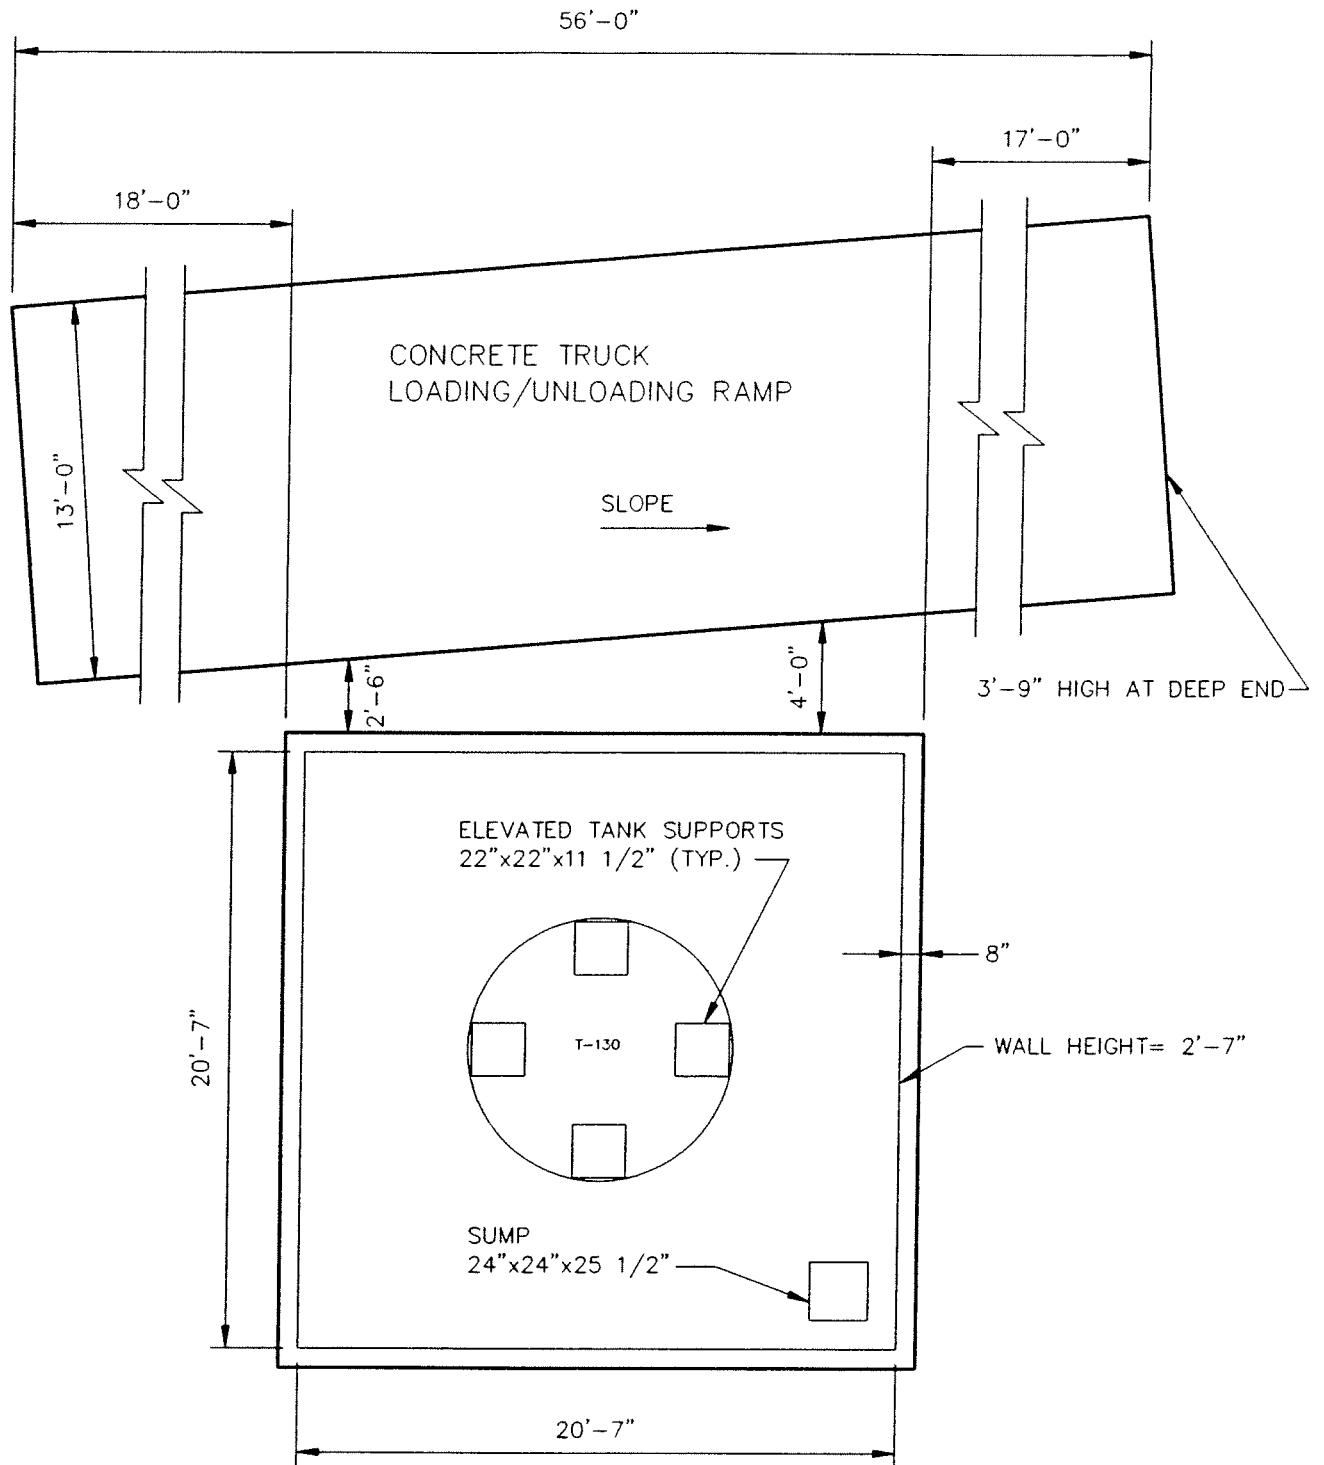 56'-0"
17'-0"
18'-0"
CONCRETE TRUCK
LOADING/UNLOADING RAMP
13'-0"
SLOPE
2'-6"
4'-0"
3'-9" HIGH AT DEEP END
ELEVATED TANK SUPPORTS
22"x22"x11 1/2" (TYP.)
8"
20'-7"
T-130
WALL HEIGHT= 2'-7"
SUMP
24"x24"x25 1/2"
20'-7"